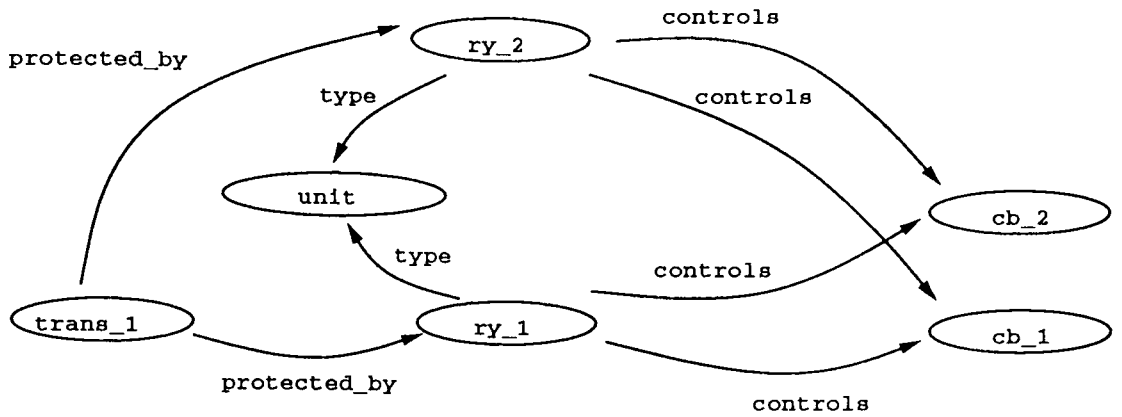 controls
ry_2
protected_by
type
controls
unit
cb_2
type
controls
trans_1
ry_1
cb_1
protected_by
controls